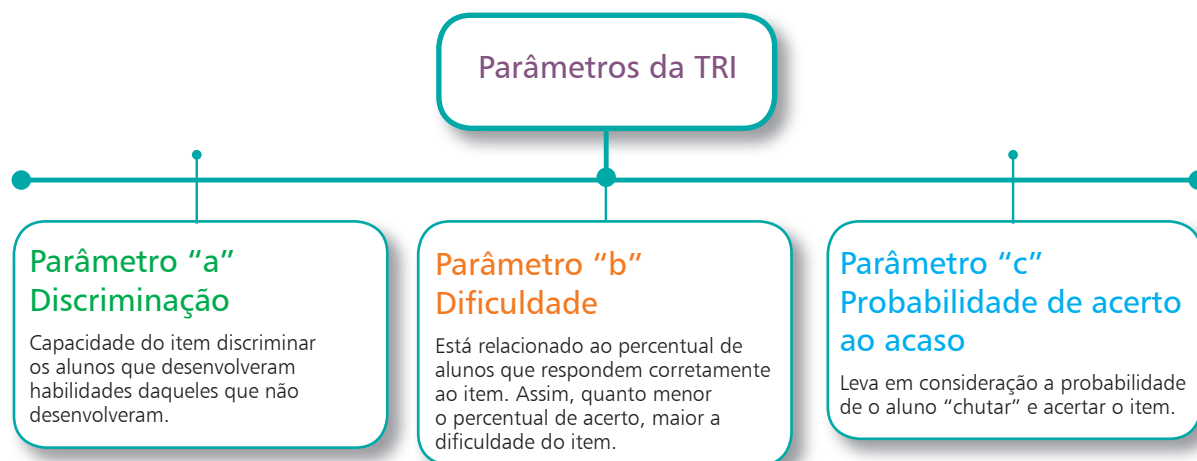 Parâmetros da TRI
Parâmetro “a”
Discriminação
Capacidade do item discriminar
os alunos que desenvolveram
habilidades daqueles que não
desenvolveram.
Parâmetro “b”
Dificuldade
Está relacionado ao percentual de
alunos que respondem corretamente
ao item. Assim, quanto menor
o percentual de acerto, maior a
dificuldade do item.
Parâmetro “c”
Probabilidade de acerto
ao acaso
Leva em consideração a probabilidade
de o aluno “chutar” e acertar o item.